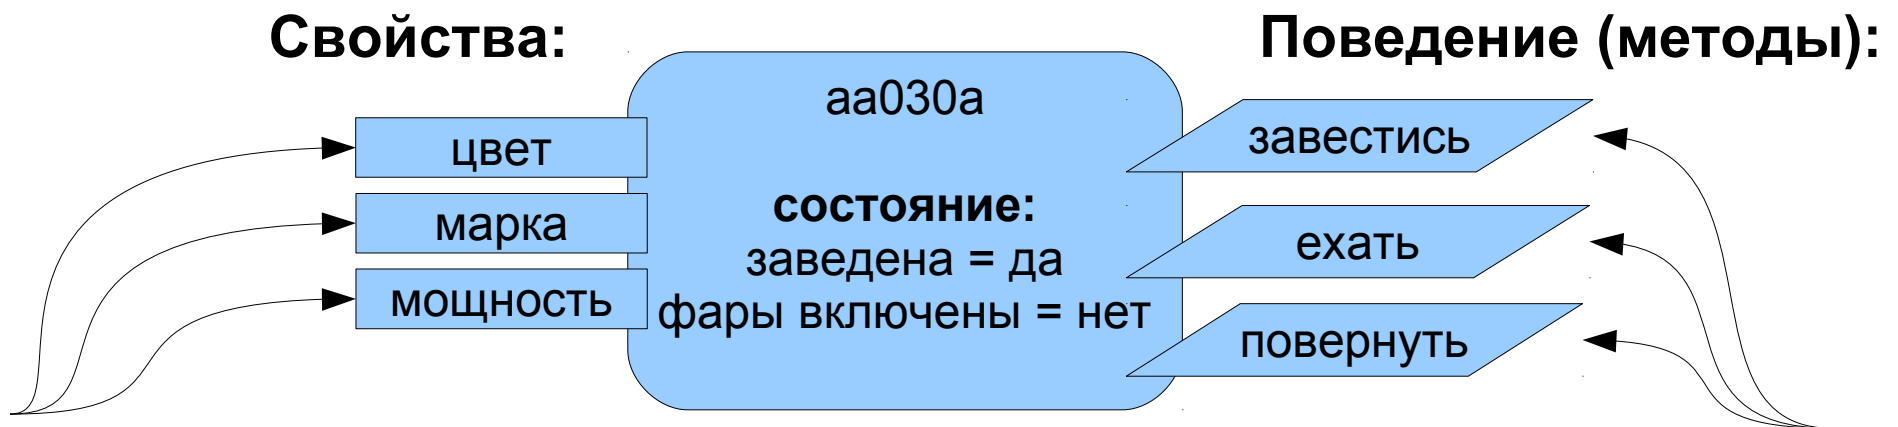 Свойства:
Поведение (методы):
аа030а
цвет
марка
мощность
состояние:
заведена = да
фары включены = нет
завестись
ехать
повернуть